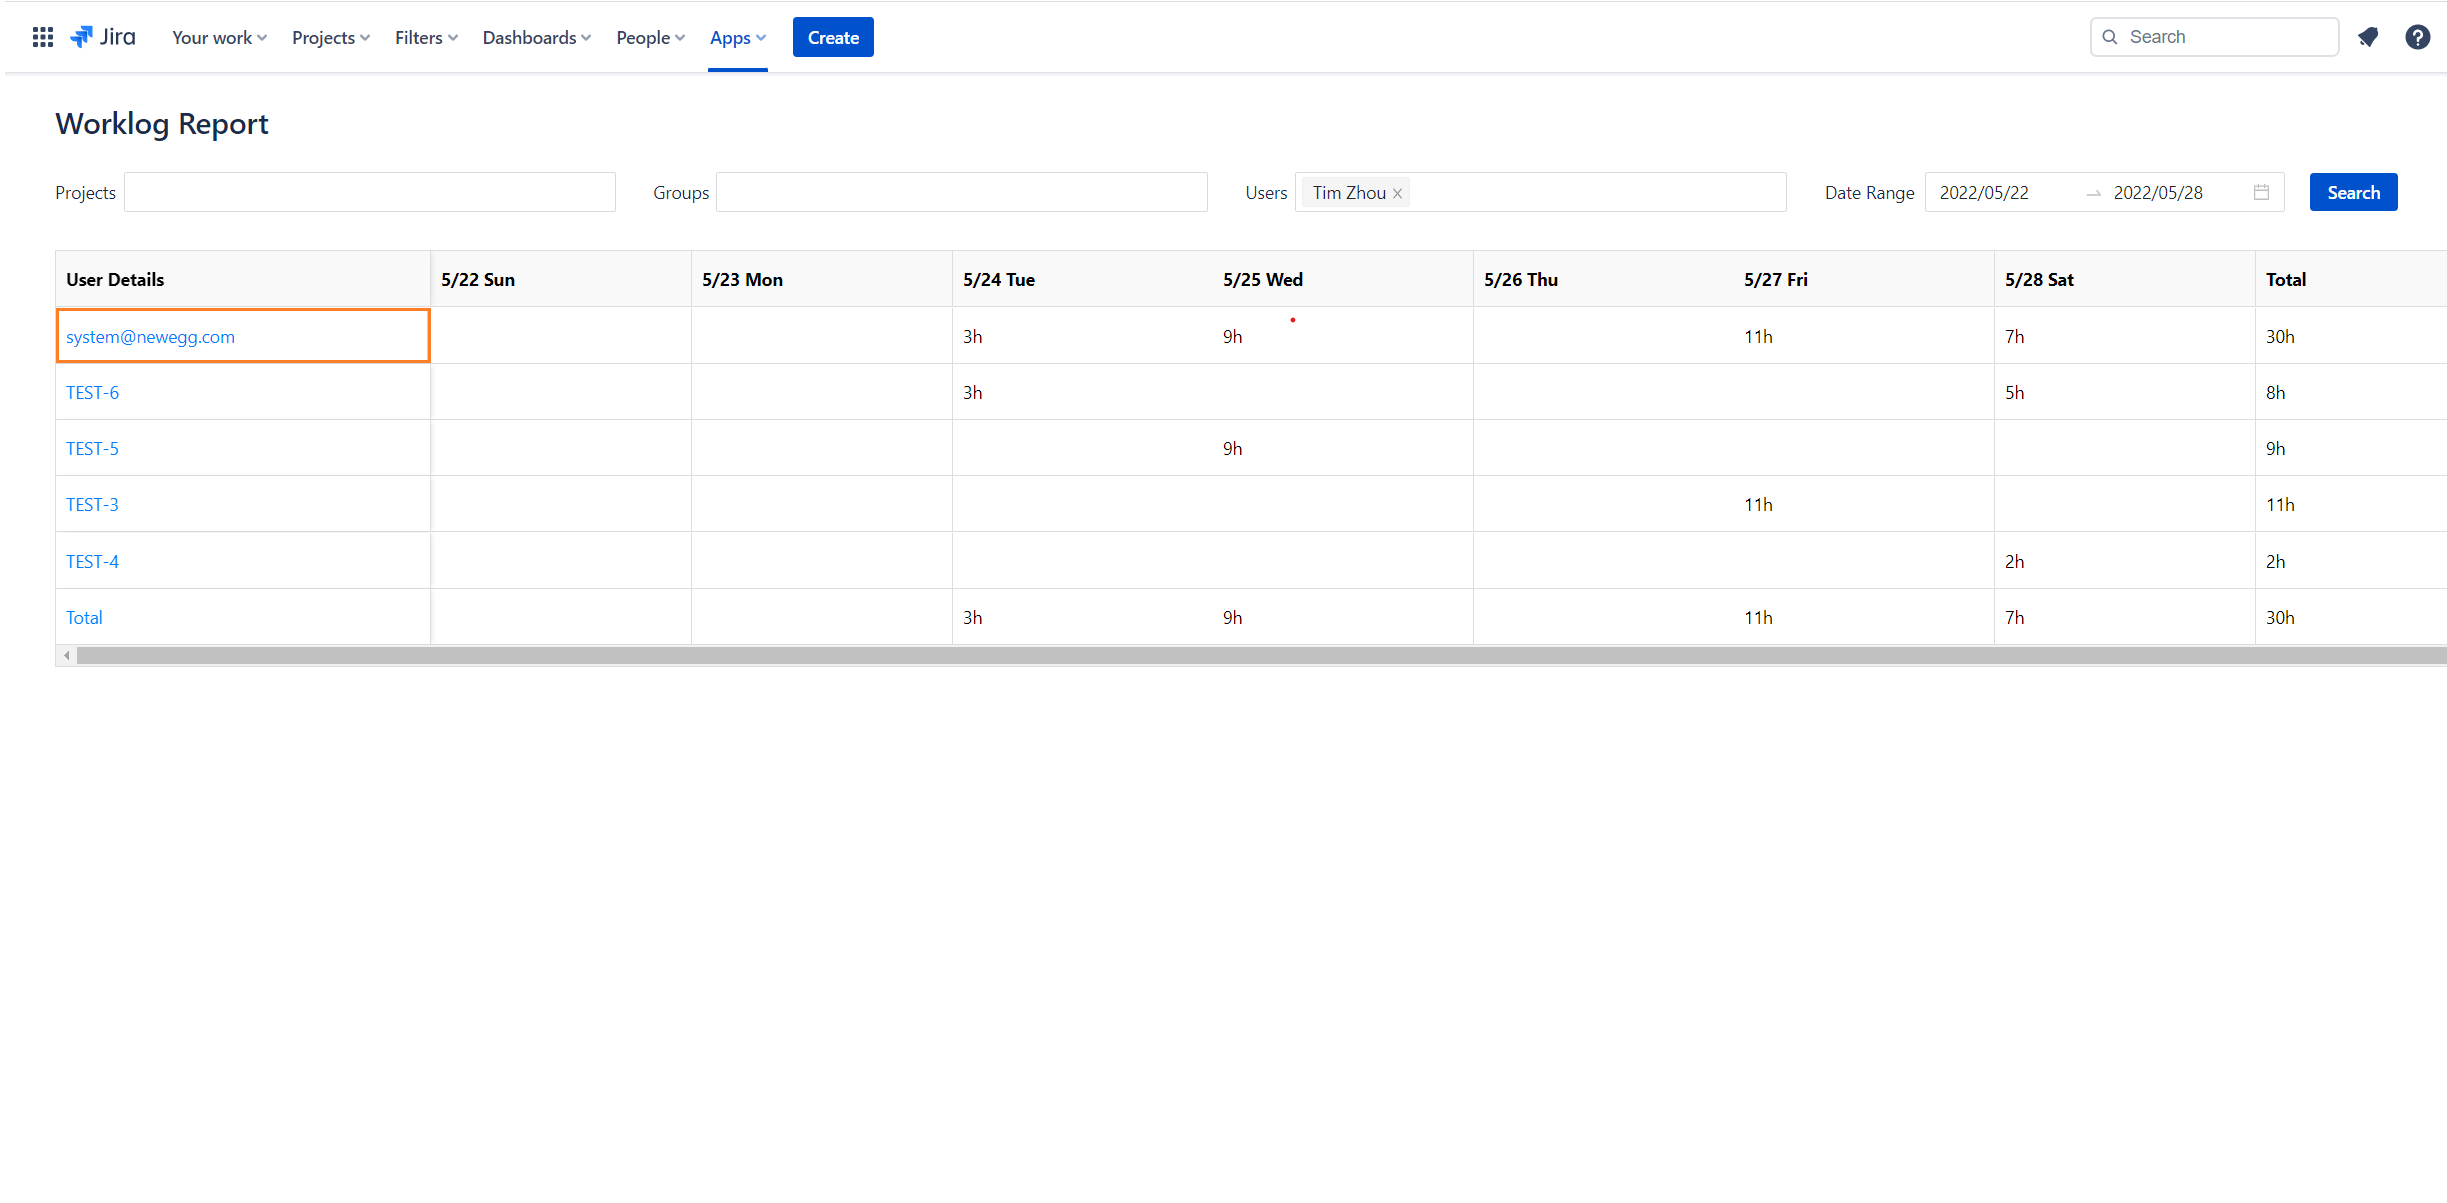 Jira Your work Projects Filters Dashboards People Apps Create Search ?
Worklog Report
Projects Groups Users Tim Zhou × Date Range 2022/05/22 → 2022/05/28 Search
User Details 5/22 Sun 5/23 Mon 5/24 Tue 5/25 Wed 5/26 Thu 5/27 Fri 5/28 Sat Total
system@newegg.com 3h 9h 11h 7h 30h
TEST-6 3h 5h 8h
TEST-5 9h 9h
TEST-3 11h 11h
TEST-4 2h 2h
Total 3h 9h 11h 7h 30h